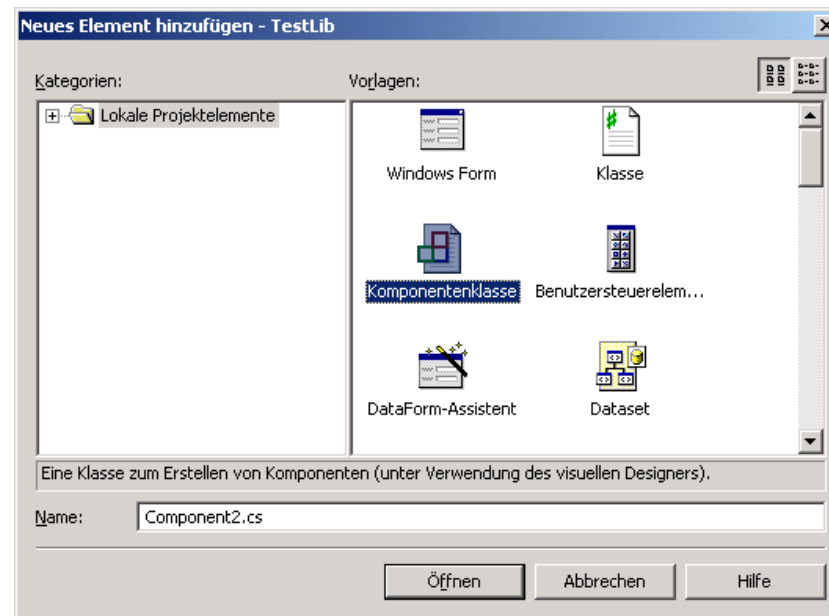 Neues Element hinzufügen - TestLib
Kategorien:
Vorlagen:
Lokale Projektelemente
Windows Form
Klasse
Komponentenklasse
Benutzersteuerelem...
DataForm-Assistent
Dataset
Eine Klasse zum Erstellen von Komponenten (unter Verwendung des visuellen Designers).
Name:
Component2.cs
Öffnen
Abbrechen
Hilfe